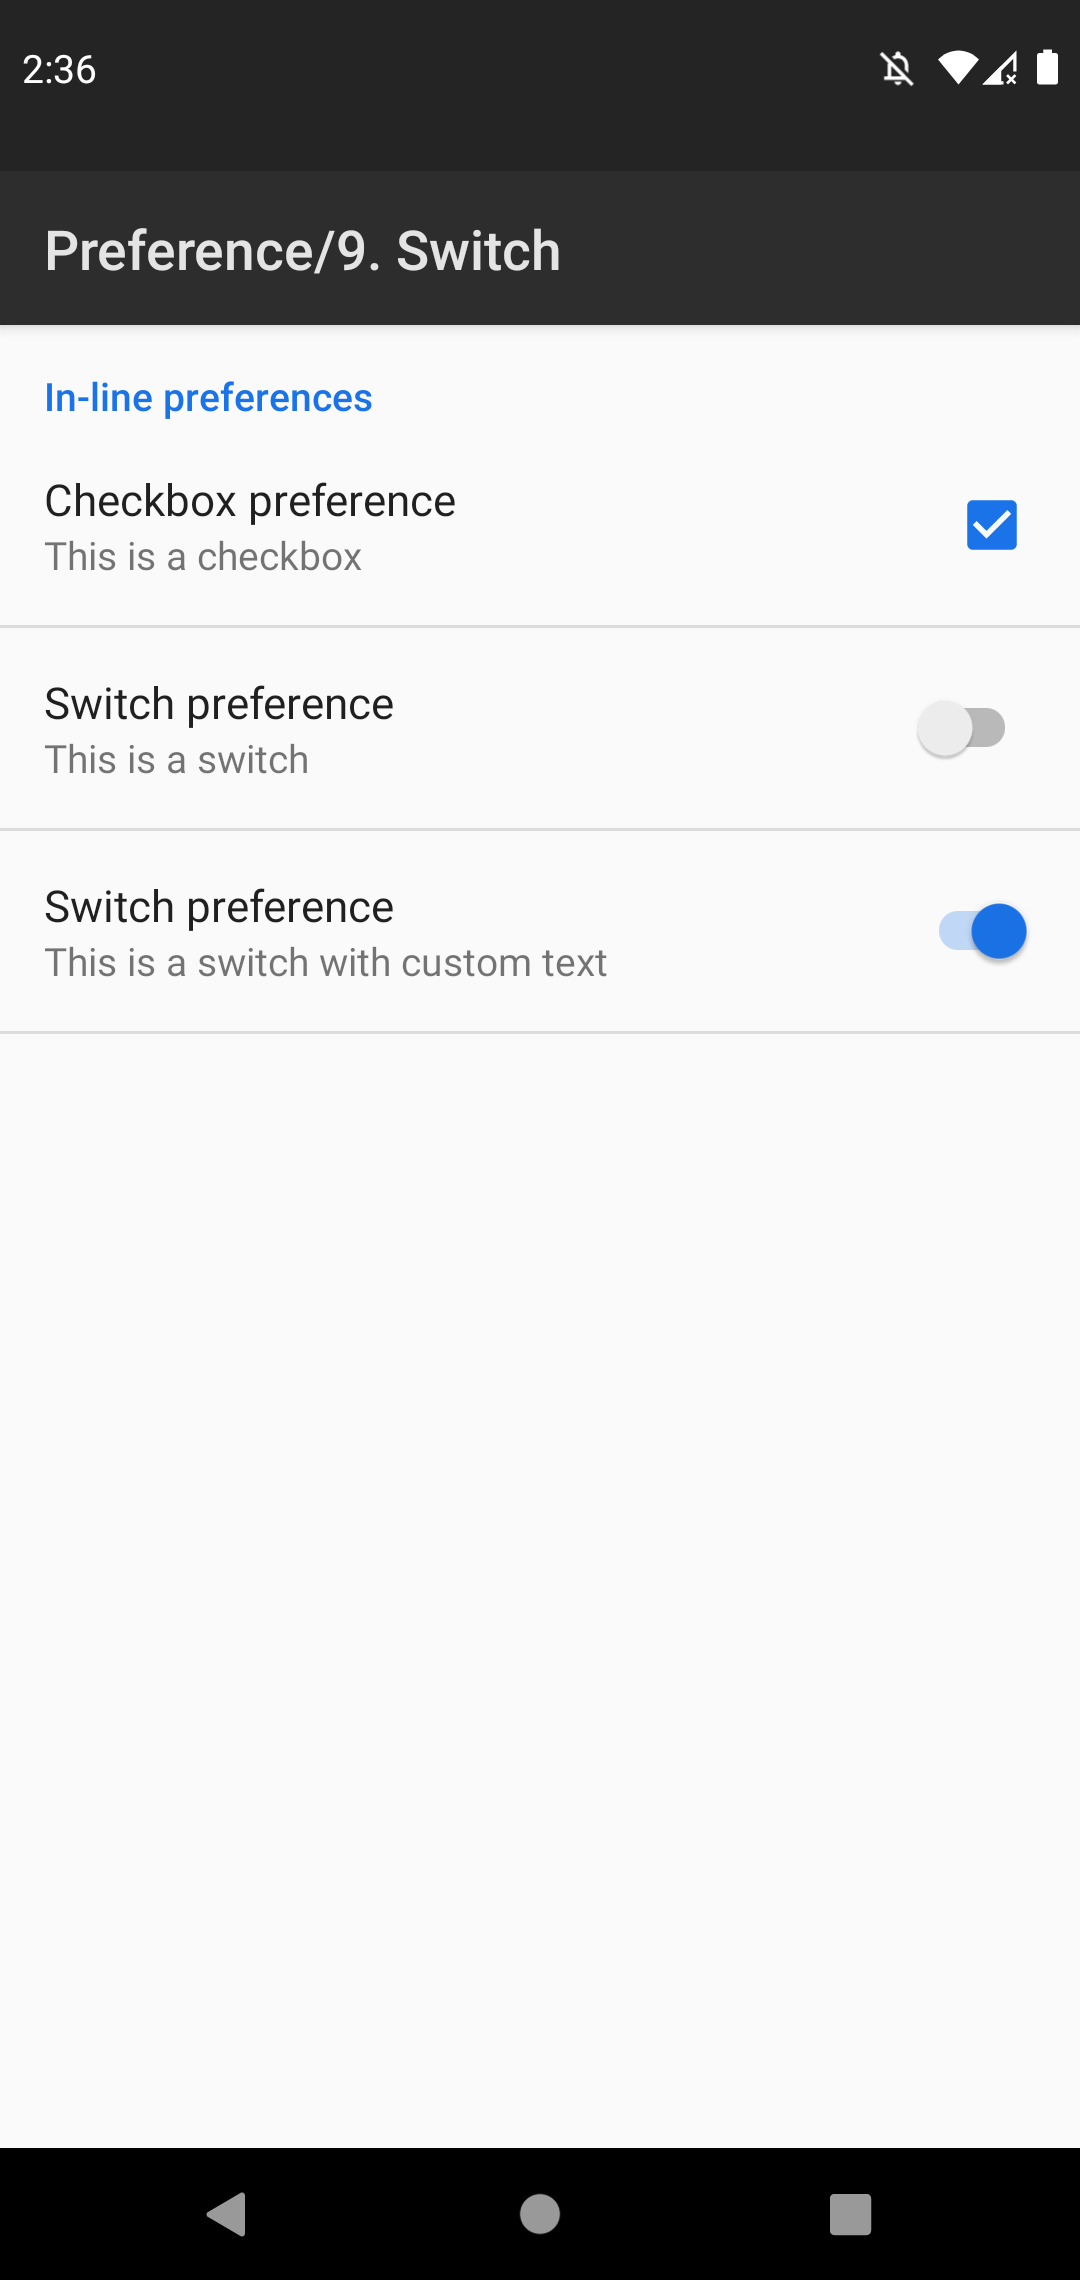 2:36
Preference/9. Switch
In-line preferences
Checkbox preference
This is a checkbox
Switch preference
This is a switch
Switch preference
This is a switch with custom text